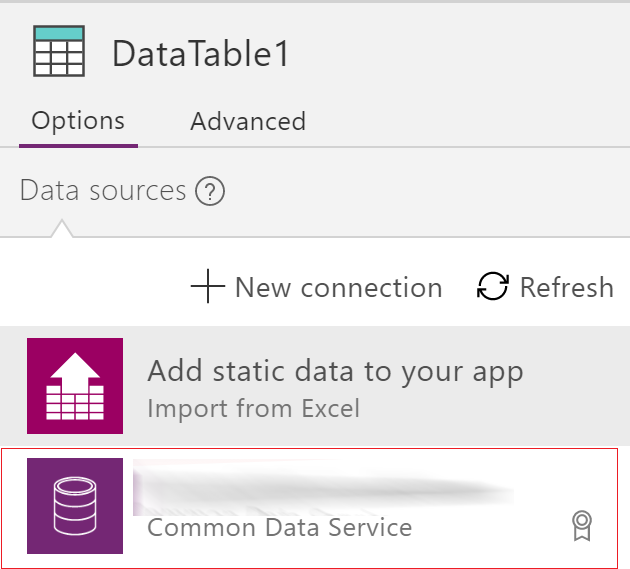 DataTable1
Options Advanced
Data sources ?
New connection Refresh
Add static data to your app
Import from Excel
Common Data Service